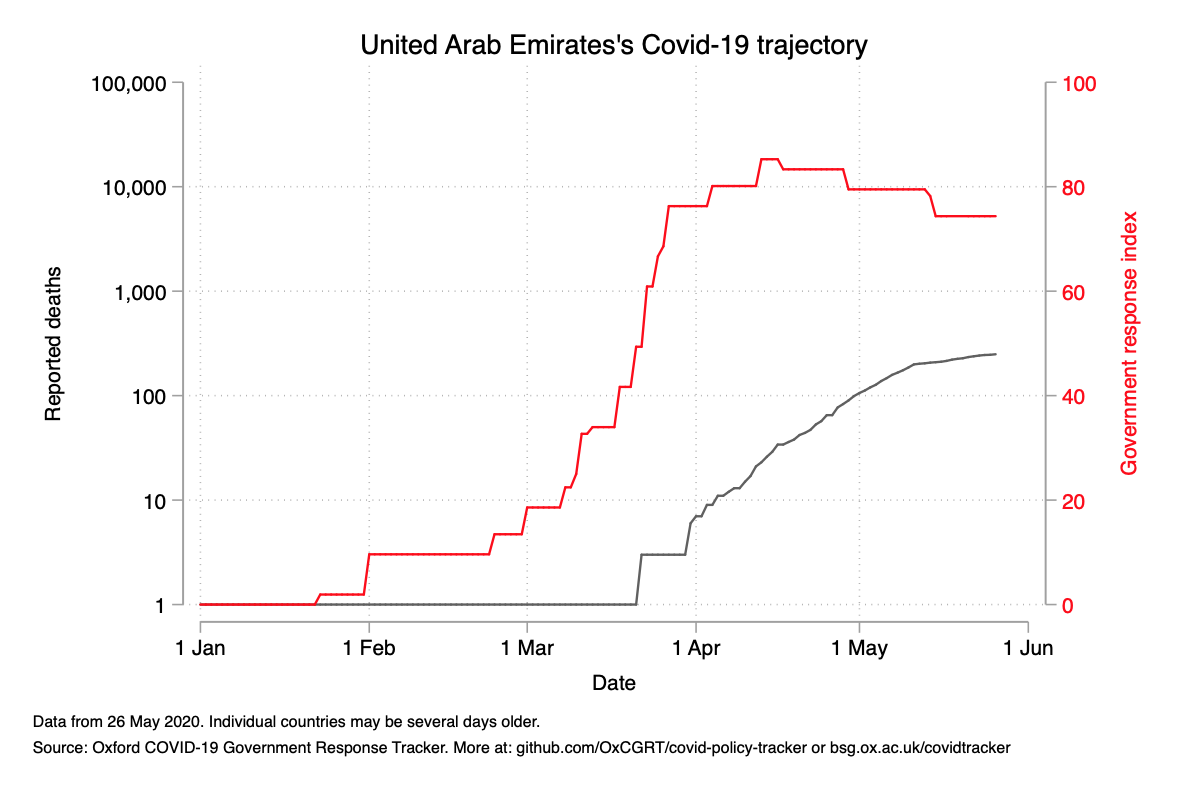 United Arab Emirates's Covid-19 trajectory
100,000
10,000
1,000
100
10
1
Reported deaths
100
80
60
40
20
0
Government response index
1 Jan
1 Feb
1 Mar
1 Apr
1 May
1 Jun
Date
Data from 26 May 2020. Individual countries may be several days older.
Source: Oxford COVID-19 Government Response Tracker. More at: github.com/OxCGRT/covid-policy-tracker or bsg.ox.ac.uk/covidtracker